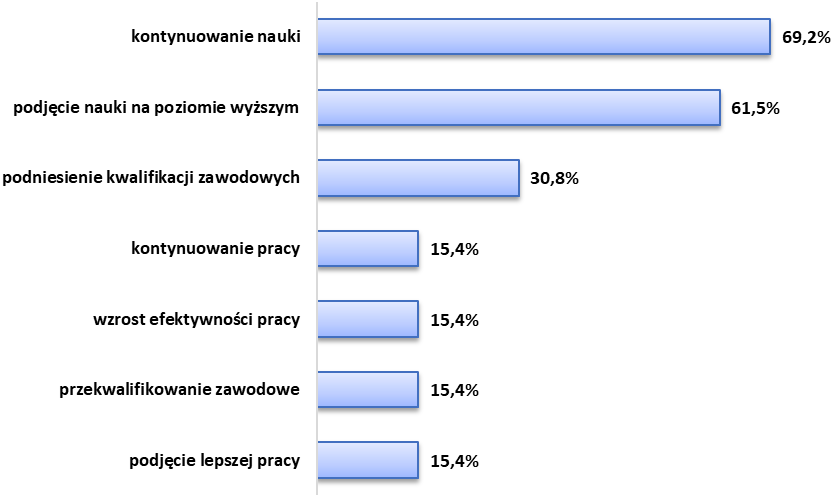 kontynuowanie nauki 69,2%
podjęcie nauki na poziomie wyższym 61,5%
podniesienie kwalifikacji zawodowych 30,8%
kontynuowanie pracy 15,4%
wzrost efektywności pracy 15,4%
przekwalifikowanie zawodowe 15,4%
podjęcie lepszej pracy 15,4%